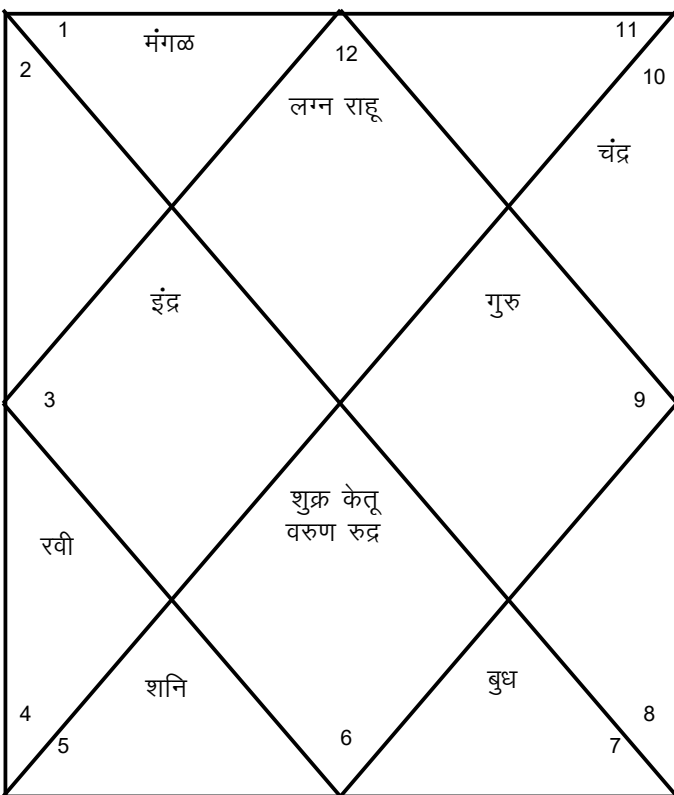 1 मंगळ 11
12
2 10
लग्न राहू
चंद्र
इंद्र गुरु
3 9
शुक्र केतू
वरुण रुद्र
रवी
शनि बुध
4 8
6
5 7